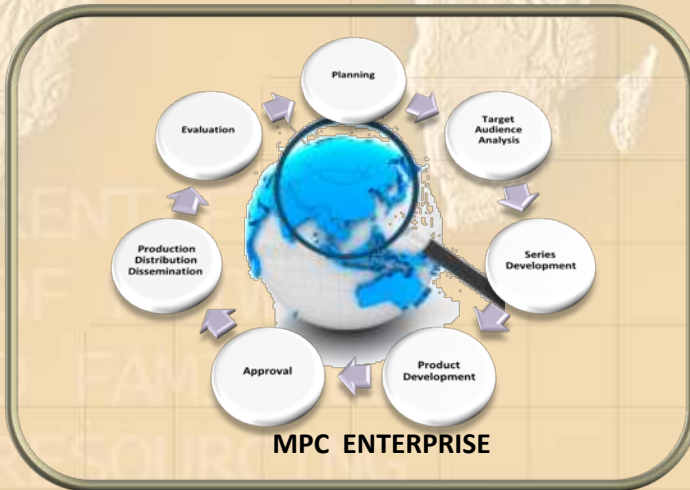 Planning
Target
Audience
Analysis
Series
Development
Product
Development
Approval
Production
Distribution
Dissemination
Evaluation
MPC ENTERPRISE